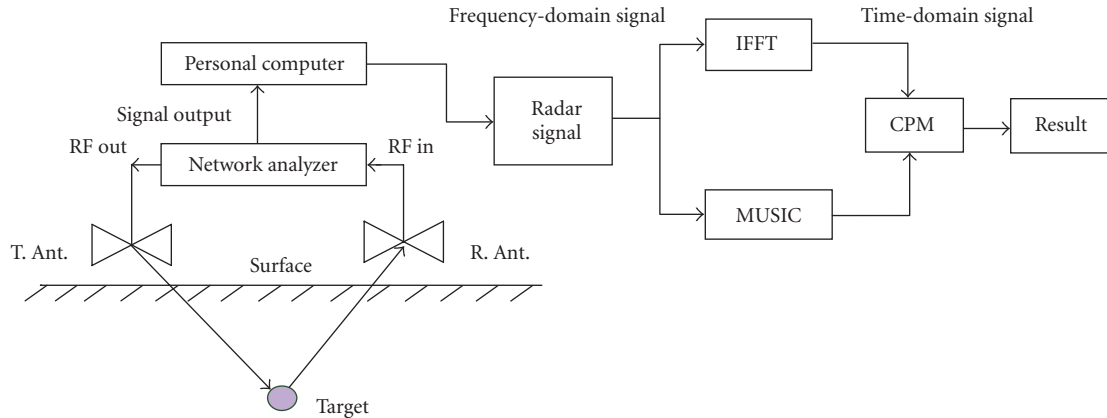 Frequency-domain signal
Time-domain signal
Personal computer
IFFT
Signal output
Radar
signal
CPM
Result
RF out
Network analyzer
RF in
MUSIC
T. Ant.
Surface
R. Ant.
Target